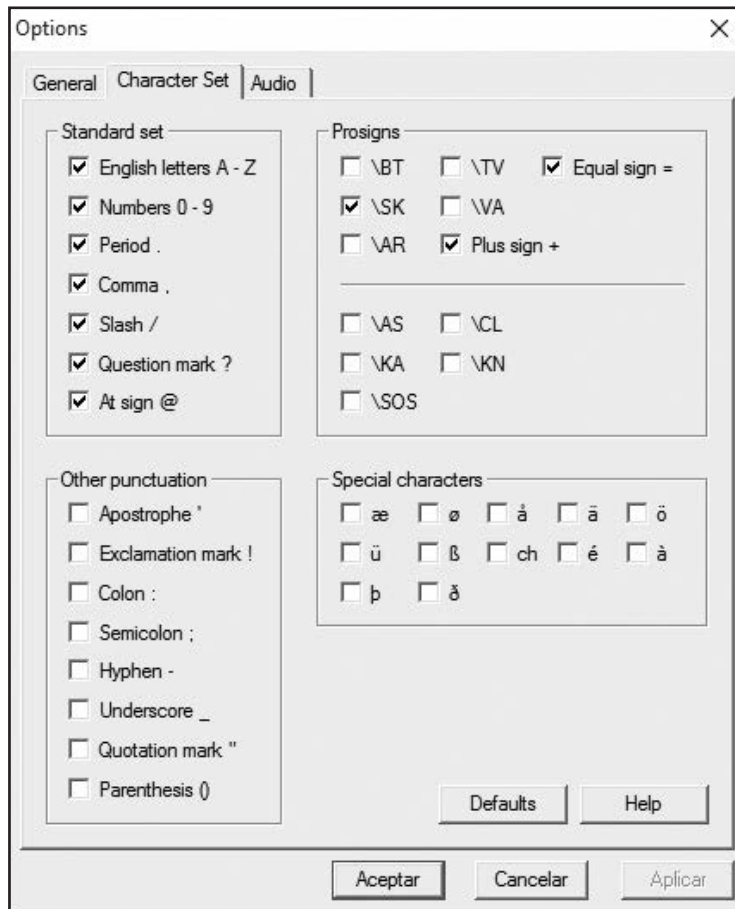 Options
General Character Set Audio
Standard set
English letters A - Z
Numbers 0 - 9
Period .
Comma ,
Slash /
Question mark ?
At sign @
Prosigns
\BT \TV Equal sign =
\SK \VA
\AR Plus sign +
\AS \CL
\KA \KN
\SOS
Other punctuation
Apostrophe '
Exclamation mark !
Colon :
Semicolon ;
Hyphen -
Underscore _
Quotation mark "
Parenthesis ()
Special characters
æ ø å ä ö
ü ß ch é à
þ ð
Defaults Help
Aceptar Cancelar Aplicar